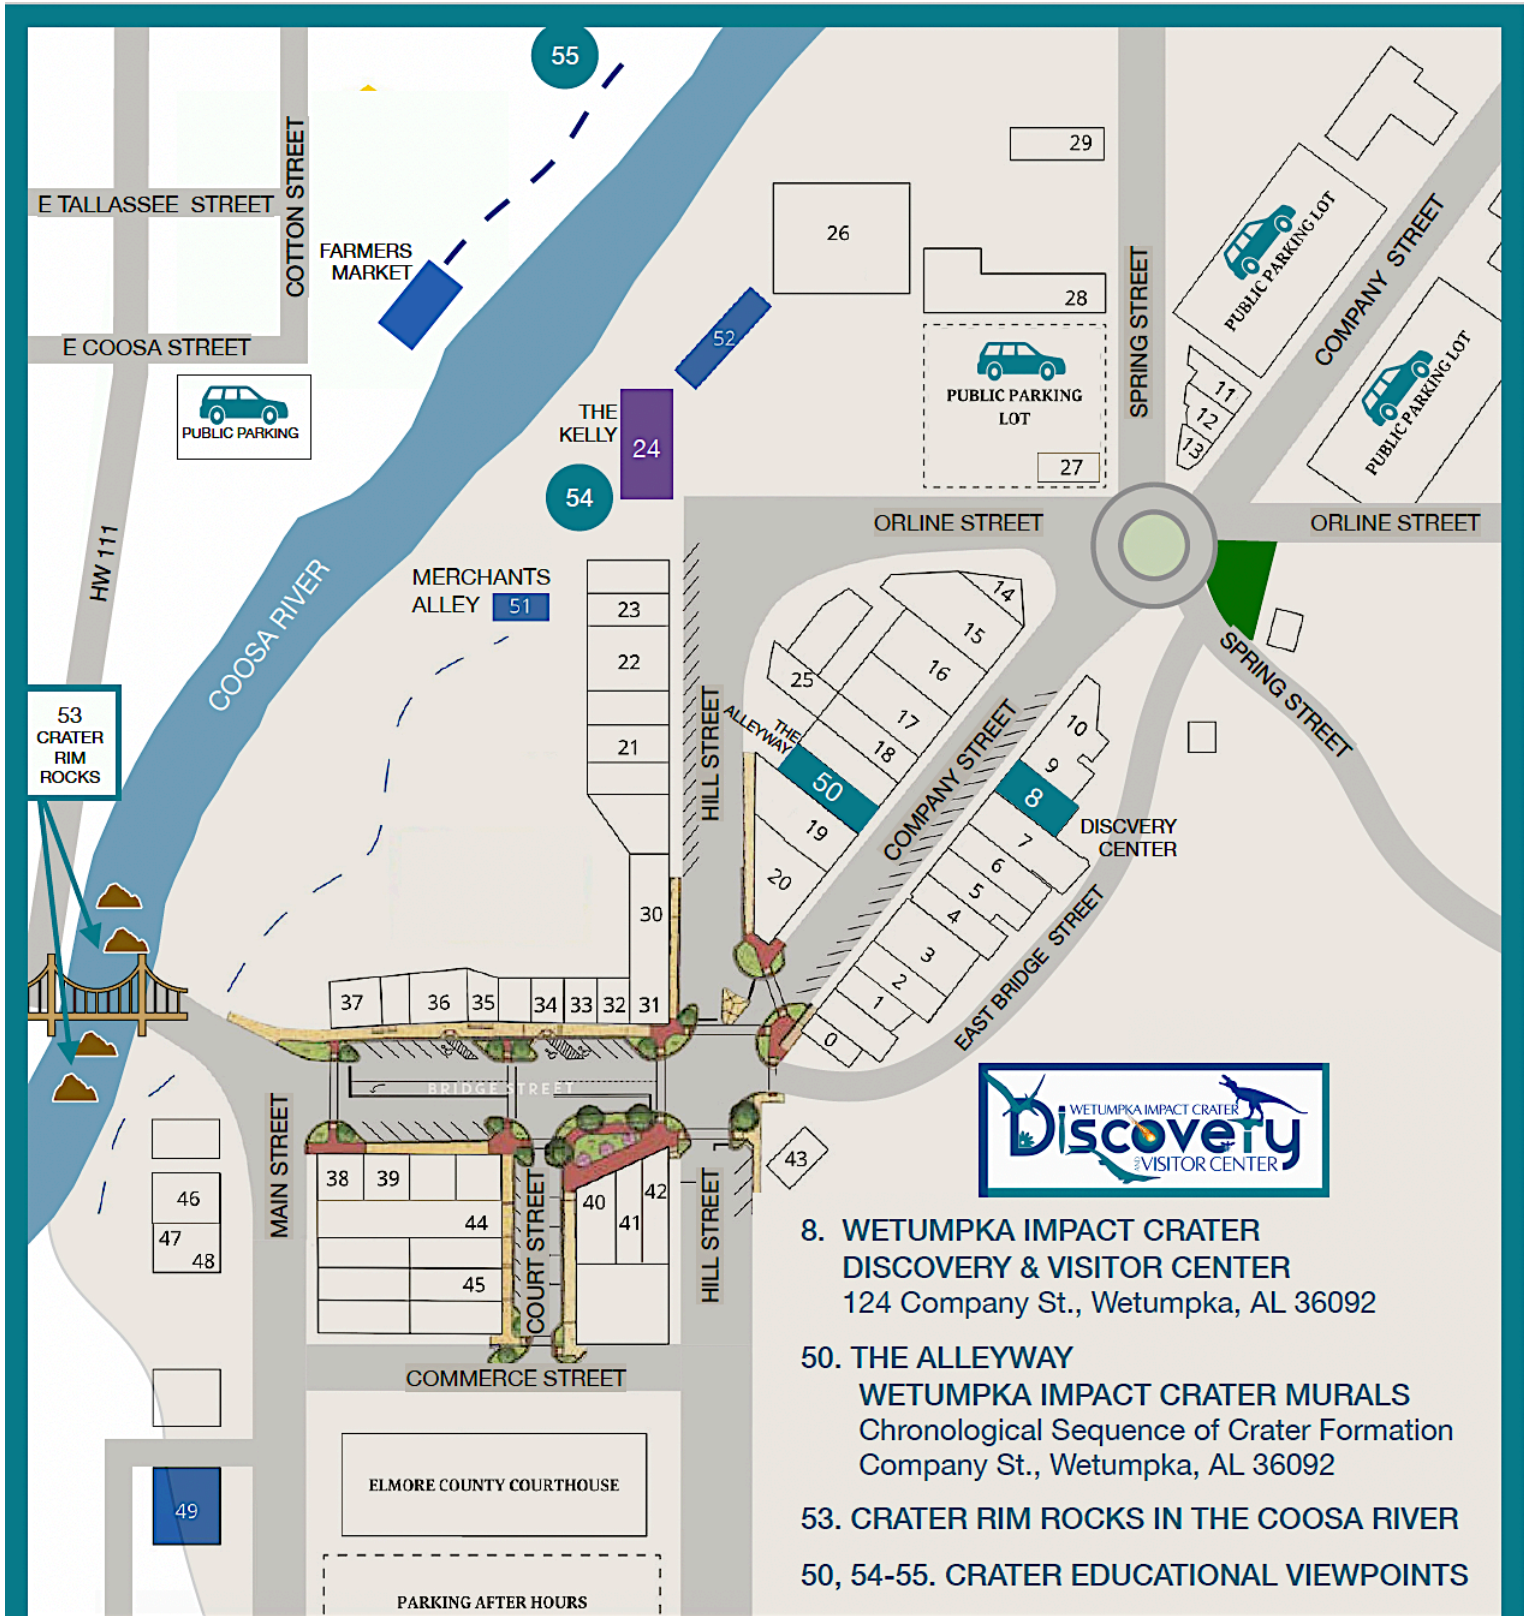 55
E TALLASSEE STREET
COTTON STREET
FARMERS
MARKET
E COOSA STREET
PUBLIC PARKING
HW 111
COOSA RIVER
29
26
28
52
PUBLIC PARKING
LOT
27
SPRING STREET
PUBLIC PARKING LOT
COMPANY STREET
PUBLIC PARKING LOT
11
12
13
THE
KELLY
24
54
ORLINE STREET
ORLINE STREET
MERCHANTS
ALLEY
51
23
22
21
HILL STREET
14
15
16
25
17
18
THE
ALLEYWAY
50
19
20
COMPANY STREET
10
9
8
DISCVERY
CENTER
7
6
5
4
3
2
1
0
SPRING STREET
EAST BRIDGE STREET
53
CRATER
RIM
ROCKS
30
37
36
35
34
33
32
31
BRIDGE STREET
MAIN STREET
38
39
44
45
COURT STREET
40
41
42
HILL STREET
43
46
47
48
COMMERCE STREET
49
ELMORE COUNTY COURTHOUSE
PARKING AFTER HOURS
WETUMPKA IMPACT CRATER
Discovery
AND VISITOR CENTER
8. WETUMPKA IMPACT CRATER
DISCOVERY & VISITOR CENTER
124 Company St., Wetumpka, AL 36092
50. THE ALLEYWAY
WETUMPKA IMPACT CRATER MURALS
Chronological Sequence of Crater Formation
Company St., Wetumpka, AL 36092
53. CRATER RIM ROCKS IN THE COOSA RIVER
50, 54-55. CRATER EDUCATIONAL VIEWPOINTS